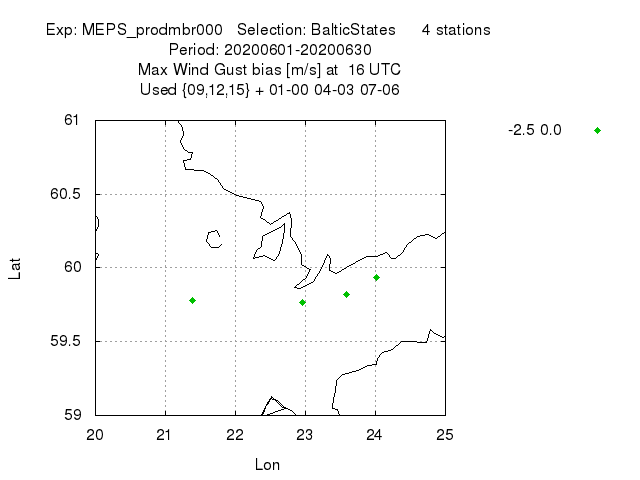 Exp: MEPS_prodmbr000 Selection: BalticStates 4 stations
Period: 20200601-20200630
Max Wind Gust bias [m/s] at 16 UTC
Used {09,12,15} + 01-00 04-03 07-06
-2.5 0.0
61
60.5
60
59.5
59
Lat
20 21 22 23 24 25
Lon